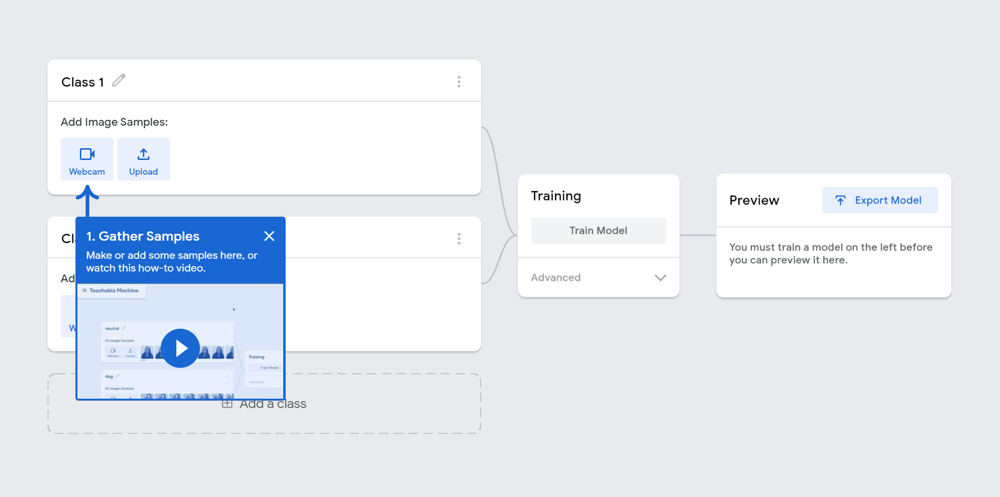 Class 1
Add Image Samples:
Webcam
Upload
Cla
1. Gather Samples
Make or add some samples here, or
watch this how-to video.
Ad
W
Teachable Machine
neutral
94 Image Samples
Webcam
Upload
Training
Train Model
Advanced
dog
96 Image Samples
Add a class
Training
Train Model
Advanced
Preview
Export Model
You must train a model on the left before
you can preview it here.